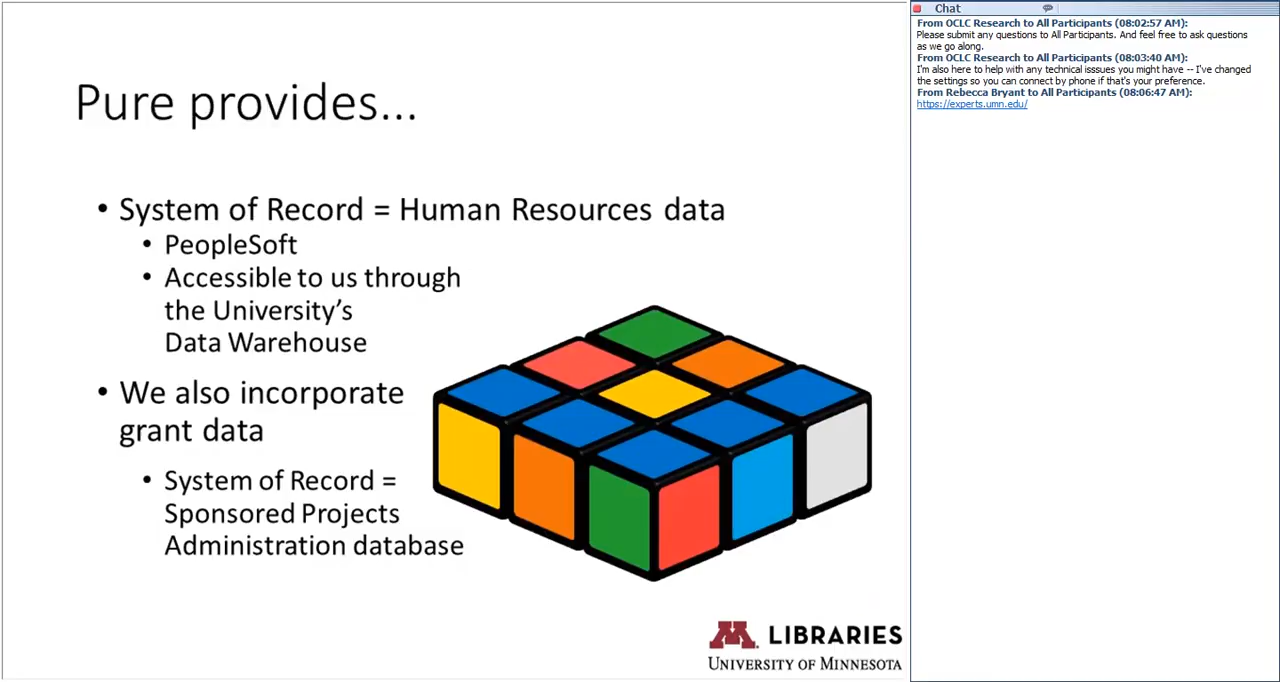 Pure provides...
• System of Record = Human Resources data
• PeopleSoft
• Accessible to us through
the University's
Data Warehouse
• We also incorporate
grant data
• System of Record =
Sponsored Projects
Administration database
M LIBRARIES
UNIVERSITY OF MINNESOTA
Chat
From OCLC Research to All Participants (08:02:57 AM):
Please submit any questions to All Participants. And feel free to ask questions
as we go along.
From OCLC Research to All Participants (08:03:40 AM):
I'm also here to help with any technical isssues you might have -- I've changed
the settings so you can connect by phone if that's your preference.
From Rebecca Bryant to All Participants (08:06:47 AM):
https://experts.umn.edu/